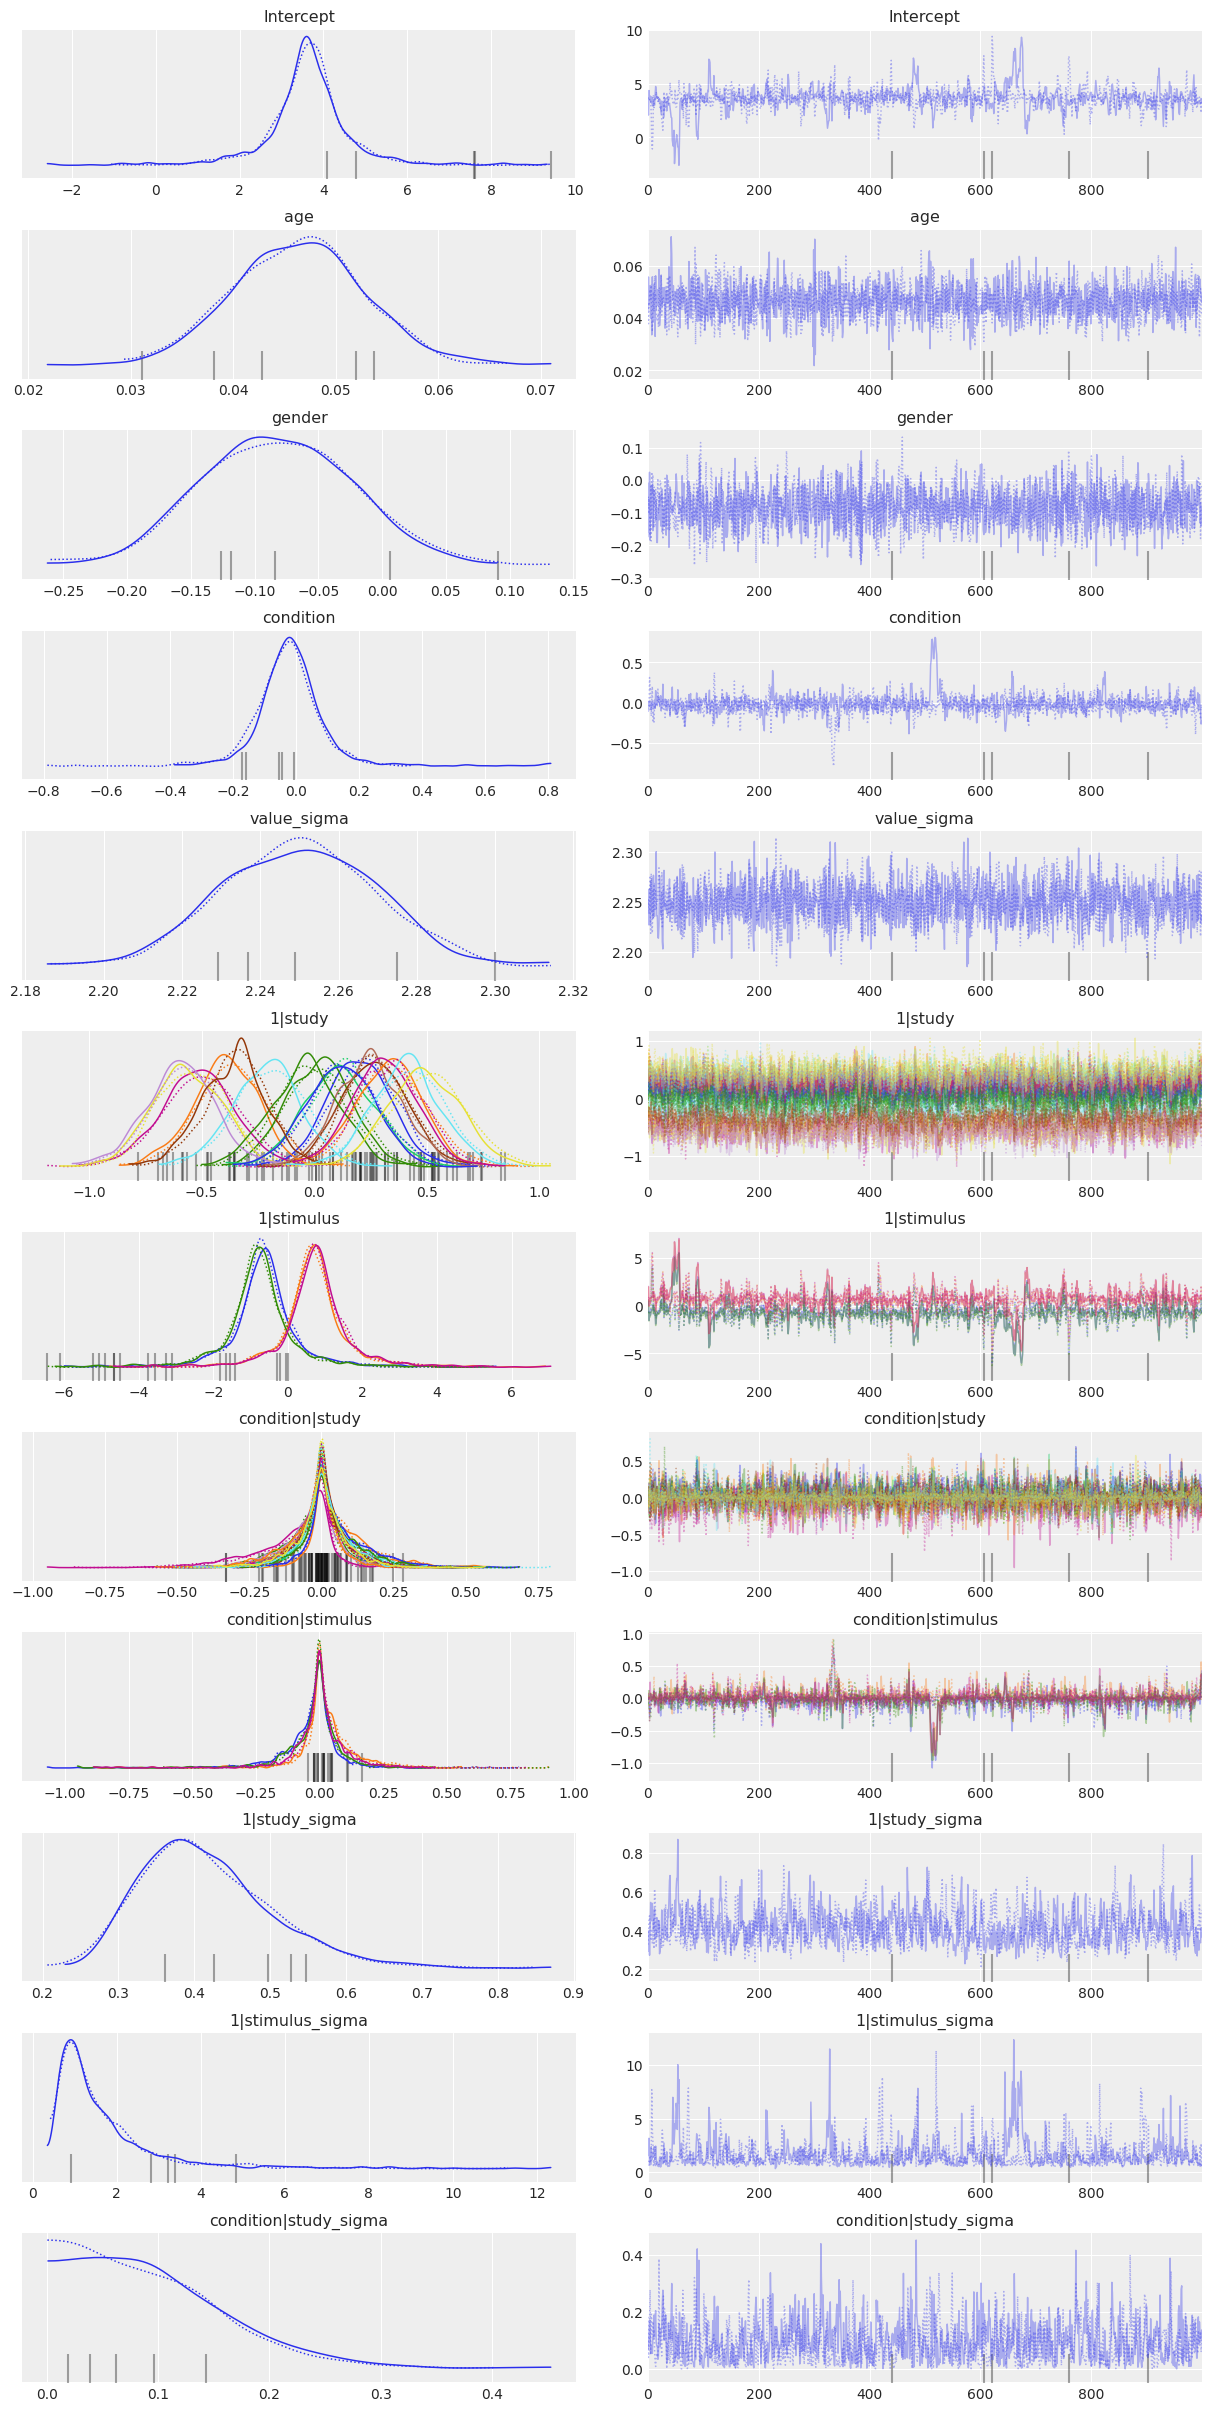 Intercept Intercept
10
5
0
−2 0 2 4 6 8 10 0 200 400 600 800
age age
0.06
0.04
0.02
0.02 0.03 0.04 0.05 0.06 0.07 0 200 400 600 800
gender gender
0.1
0.0
−0.1
−0.2
−0.3
−0.25 −0.20 −0.15 −0.10 −0.05 0.00 0.05 0.10 0.15 0 200 400 600 800
condition condition
0.5
0.0
−0.5
−0.8 −0.6 −0.4 −0.2 0.0 0.2 0.4 0.6 0.8 0 200 400 600 800
value_sigma value_sigma
2.30
2.25
2.20
2.18 2.20 2.22 2.24 2.26 2.28 2.30 2.32 0 200 400 600 800
1|study 1|study
1
0
−1
−1.0 −0.5 0.0 0.5 1.0 0 200 400 600 800
1|stimulus 1|stimulus
5
0
−5
−6 −4 −2 0 2 4 6 0 200 400 600 800
condition|study condition|study
0.5
0.0
−0.5
−1.0
−1.00 −0.75 −0.50 −0.25 0.00 0.25 0.50 0.75 0 200 400 600 800
condition|stimulus condition|stimulus
1.0
0.5
0.0
−0.5
−1.0
−1.00 −0.75 −0.50 −0.25 0.00 0.25 0.50 0.75 1.00 0 200 400 600 800
1|study_sigma 1|study_sigma
0.8
0.6
0.4
0.2
0.2 0.3 0.4 0.5 0.6 0.7 0.8 0.9 0 200 400 600 800
1|stimulus_sigma 1|stimulus_sigma
10
5
0
0 2 4 6 8 10 12 0 200 400 600 800
condition|study_sigma condition|study_sigma
0.4
0.2
0.0
0.0 0.1 0.2 0.3 0.4 0 200 400 600 800